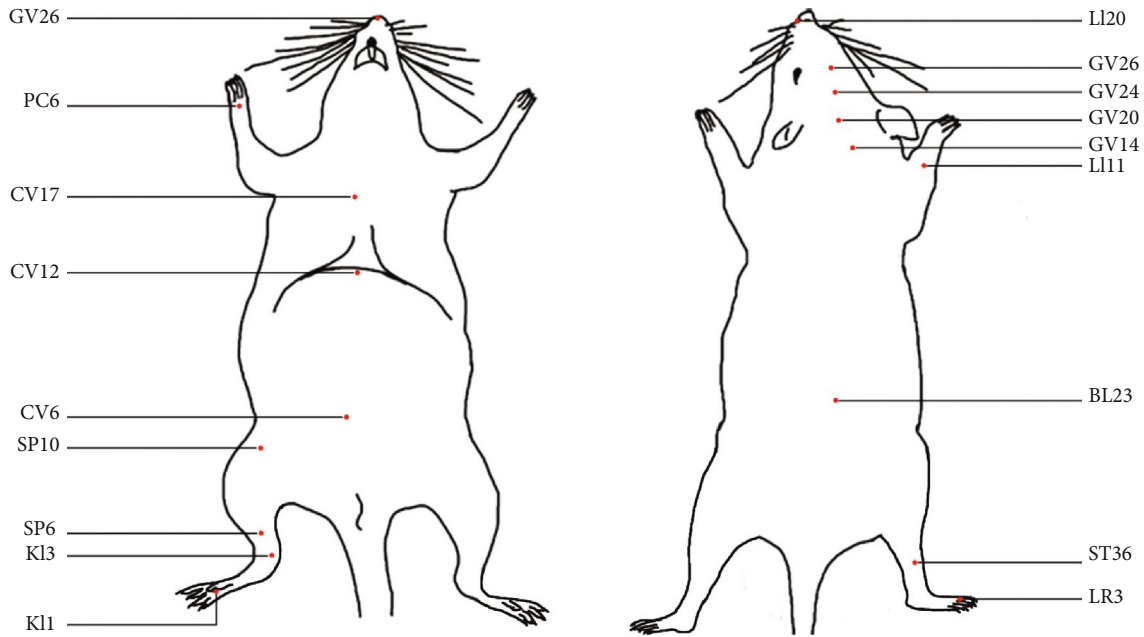 GV26
PC6
CV17
CV12
CV6
SP10
SP6
Kl3
Kl1
Ll20
GV26
GV24
GV20
GV14
Ll11
BL23
ST36
LR3